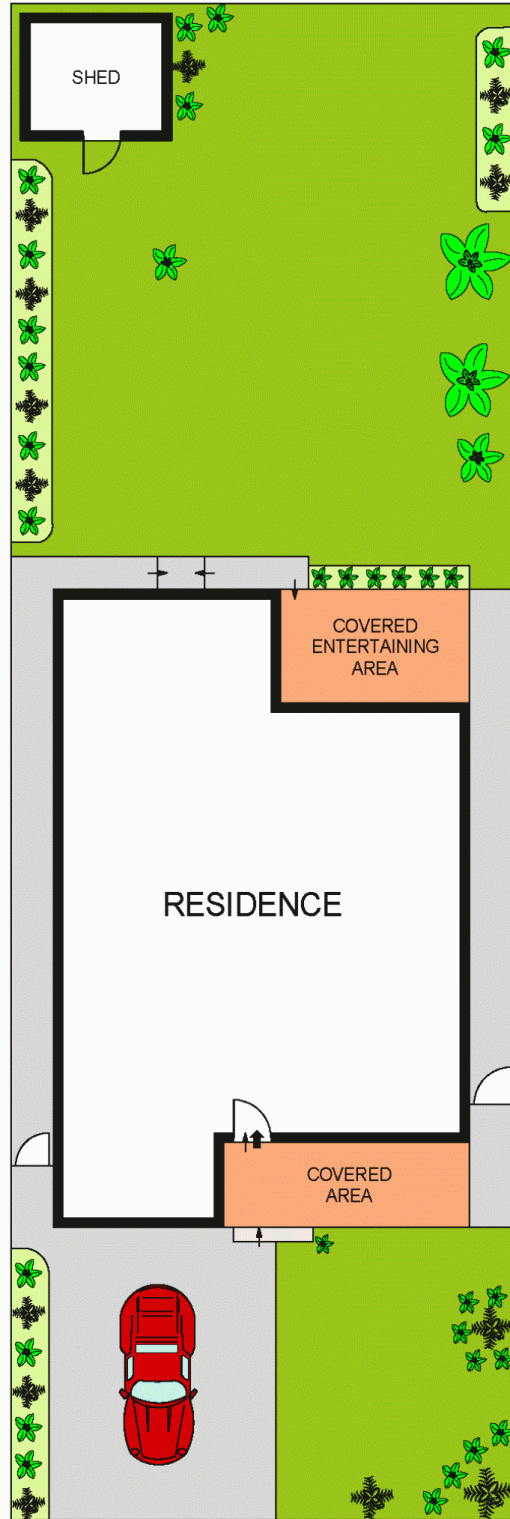 SHED
COVERED
ENTERTAINING
AREA
RESIDENCE
COVERED
AREA